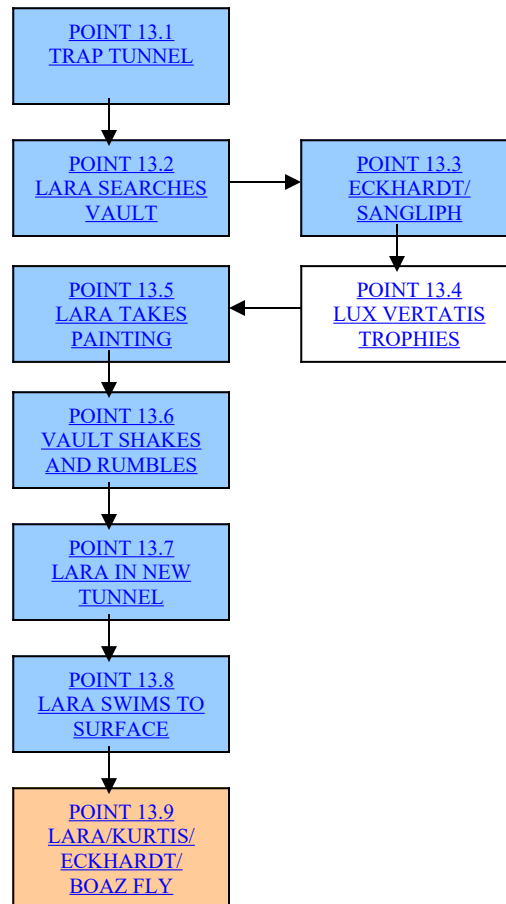 POINT 13.1
TRAP TUNNEL
POINT 13.2
LARA SEARCHES
VAULT
POINT 13.3
ECKHARDT/
SANGLIPH
POINT 13.4
LUX VERTATIS
TROPHIES
POINT 13.5
LARA TAKES
PAINTING
POINT 13.6
VAULT SHAKES
AND RUMBLES
POINT 13.7
LARA IN NEW
TUNNEL
POINT 13.8
LARA SWIMS TO
SURFACE
POINT 13.9
LARA/KURTIS/
ECKHARDT/
BOAZ FLY